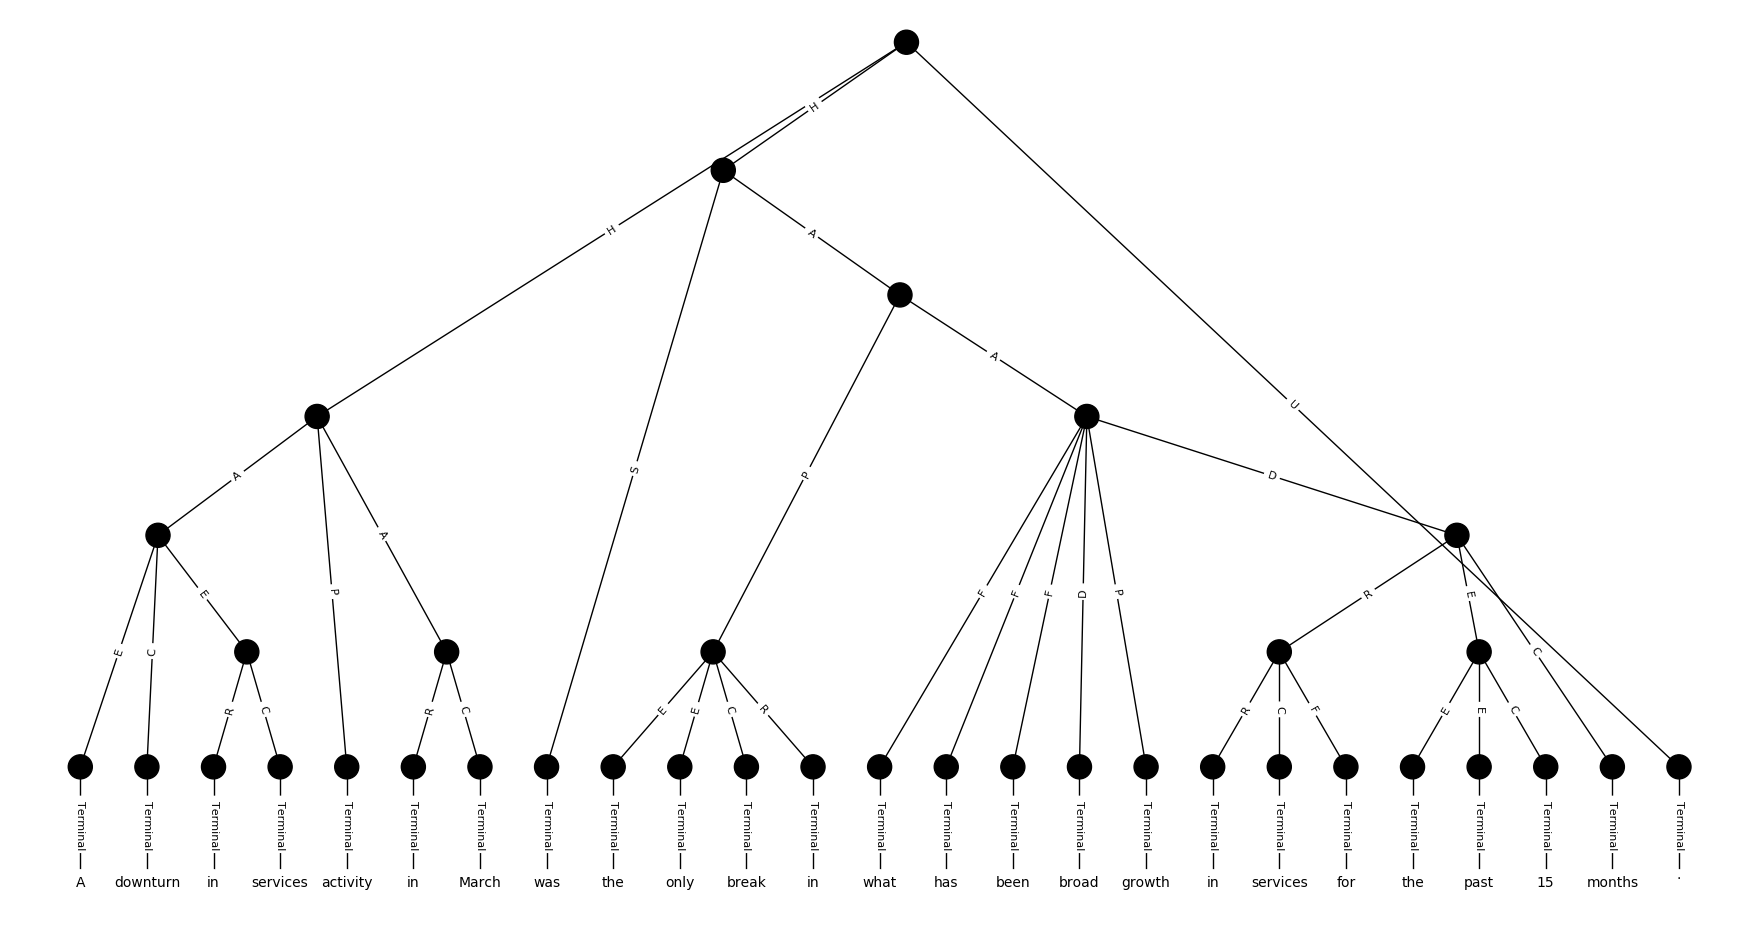 H
H
A
U
A
A
D
A
A
S
P
E
C
E
P
F
F
F
D
P
R
E
C
R
C
R
C
E
E
C
R
R
C
F
E
E
C
Terminal Terminal Terminal Terminal Terminal Terminal Terminal Terminal Terminal Terminal Terminal Terminal Terminal Terminal Terminal Terminal Terminal Terminal Terminal Terminal Terminal Terminal Terminal Terminal Terminal
A downturn in services activity in March was the only break in what has been broad growth in services for the past 15 months .